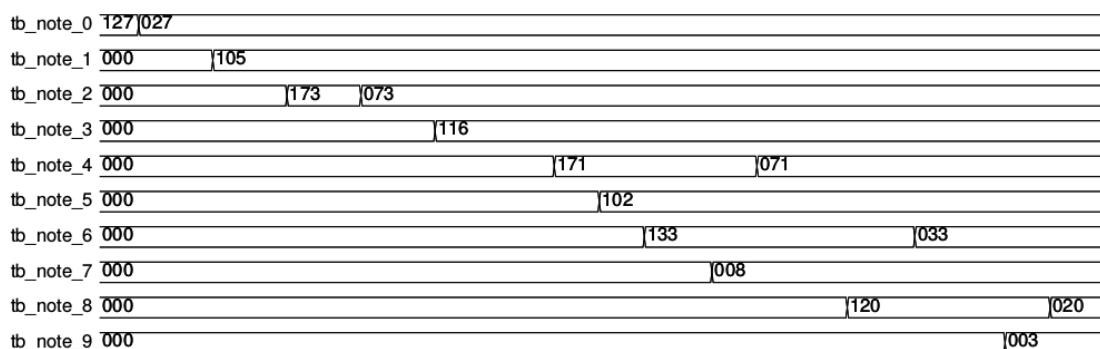 tb_note_0 127 027
tb_note_1 000 105
tb_note_2 000 173 073
tb_note_3 000 116
tb_note_4 000 171 071
tb_note_5 000 102
tb_note_6 000 133 033
tb_note_7 000 008
tb_note_8 000 120 020
tb_note_9 000 003